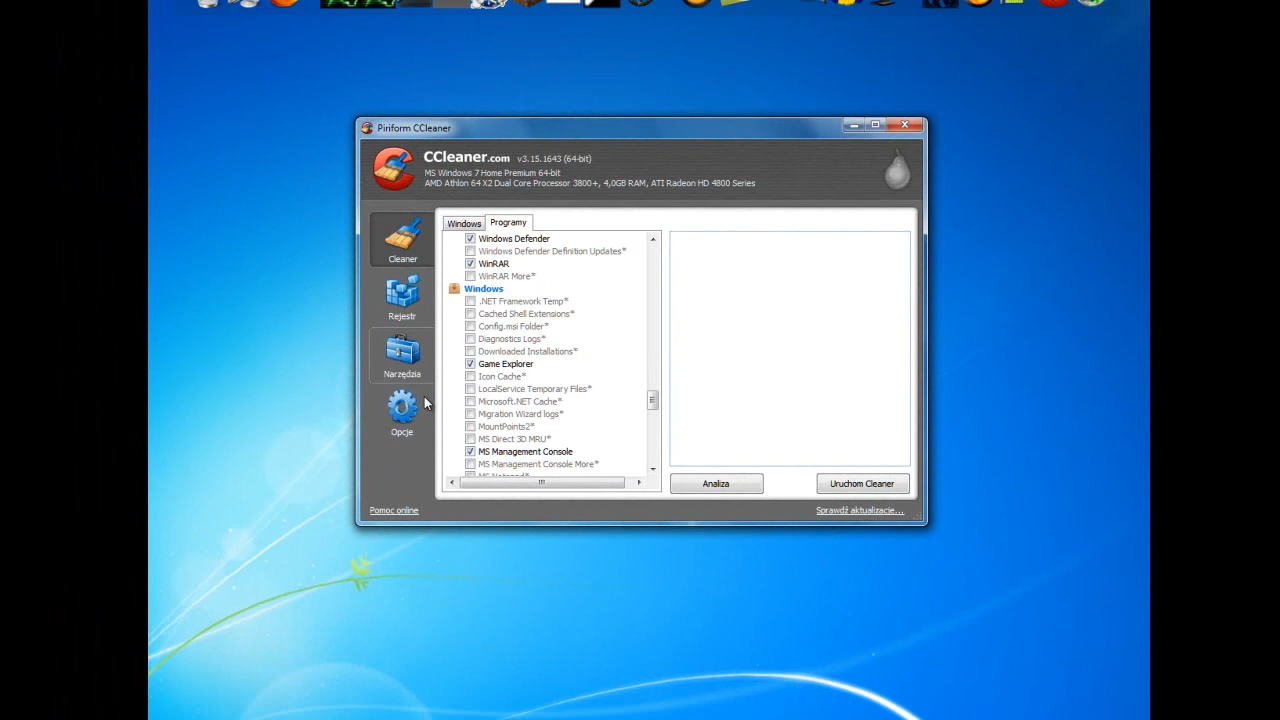 Piriform CCleaner
CCleaner.com v3.15.1643 (64-bit)
MS Windows 7 Home Premium 64-bit
AMD Athlon 64 X2 Dual Core Processor 3800+, 4,0GB RAM, ATI Radeon HD 4800 Series
Cleaner
Rejestr
Narzędzia
Opcje
Windows Programy
Windows Defender
Windows Defender Definition Updates*
WinRAR
WinRAR More*
Windows
.NET Framework Temp*
Cached Shell Extensions*
Config.msi Folder*
Diagnostics Logs*
Downloaded Installations*
Game Explorer
Icon Cache*
LocalService Temporary Files*
Microsoft.NET Cache*
Migration Wizard logs*
MountPoints2*
MS Direct 3D MRU*
MS Management Console
MS Management Console More*
Analiza
Uruchom Cleaner
Pomoc online
Sprawdź aktualizacje...